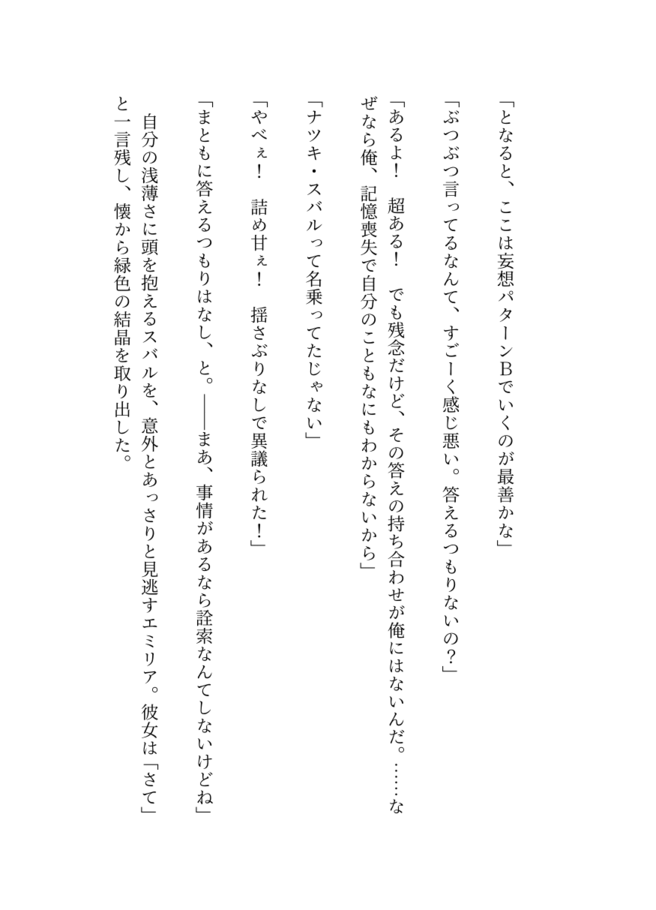 「となると、ここは妄想パターンＢでいくのが最善かな」
「ぶつぶつ言ってるなんて、すごーく感じ悪い。答えるつもりないの？」
「あるよ！　超ある！　でも残念だけど、その答えの持ち合わせが俺にはないんだ。……な
ぜなら俺、記憶喪失で自分のこともなにもわからないから」
「ナツキ・スバルって名乗ってたじゃない」
「やべぇ！　詰め甘ぇ！　揺さぶりなしで異議られた！」
「まともに答えるつもりはなし、と。――まあ、事情があるなら詮索なんてしないけどね」
　自分の浅薄さに頭を抱えるスバルを、意外とあっさりと見逃すエミリア。彼女は「さて」
と一言残し、懐から緑色の結晶を取り出した。